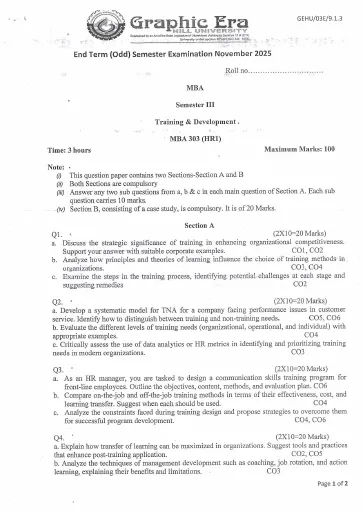 GEHU/03E/9.1.3
Graphic Era
HILL UNIVERSITY
End Term (Odd) Semester Examination November 2025
Roll no..............................
MBA
Semester III
Training & Development.
MBA 303 (HR1)
Time: 3 hours Maximum Marks: 100
Note:
(i) This question paper contains two Sections-Section A and B
(ii) Both Sections are compulsory
(iii) Answer any two sub questions from a, b & c in each main question of Section A. Each sub
question carries 10 marks.
(iv) Section B, consisting of a case study, is compulsory. It is of 20 Marks.
Section A
Q1. (2X10=20 Marks)
a. Discuss the strategic significance of training in enhancing organizational competitiveness.
Support your answer with suitable corporate examples. CO1, CO2
b. Analyze how principles and theories of learning influence the choice of training methods in
organizations. CO3, CO4
c. Examine the steps in the training process, identifying potential challenges at each stage and
suggesting remedies CO2
Q2. (2X10=20 Marks)
a. Develop a systematic model for TNA for a company facing performance issues in customer
service. Identify how to distinguish between training and non-training needs. CO5, CO6
b. Evaluate the different levels of training needs (organizational, operational, and individual) with
appropriate examples. CO4
c. Critically assess the use of data analytics or HR metrics in identifying and prioritizing training
needs in modern organizations. CO3
Q3. (2X10=20 Marks)
a. As an HR manager, you are tasked to design a communication skills training program for
front-line employees. Outline the objectives, content, methods, and evaluation plan. CO6
b. Compare on-the-job and off-the-job training methods in terms of their effectiveness, cost, and
learning transfer. Suggest when each should be used. CO4
c. Analyze the constraints faced during training design and propose strategies to overcome them
for successful program development. CO4, CO6
Q4. (2X10=20 Marks)
a. Explain how transfer of learning can be maximized in organizations. Suggest tools and practices
that enhance post-training application. CO2, CO5
b. Analyze the techniques of management development such as coaching, job rotation, and action
learning, explaining their benefits and limitations. CO3
Page 1 of 2